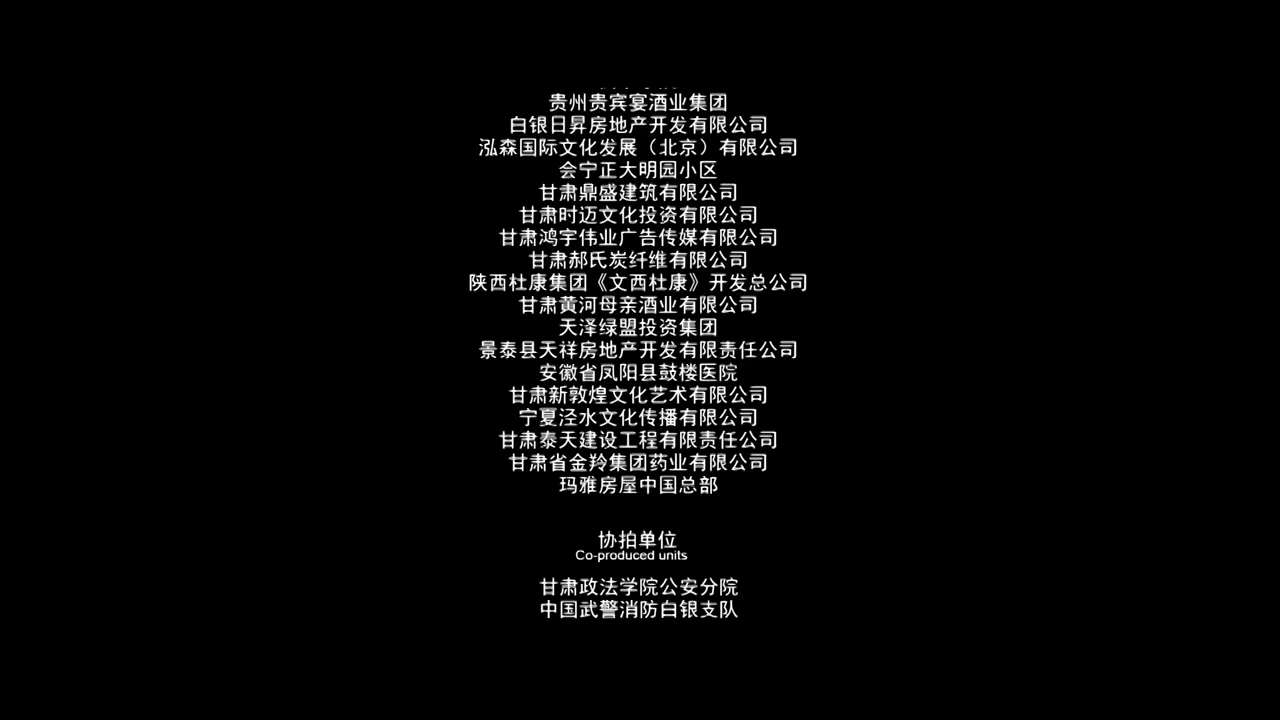 贵州贵宾宴酒业集团
白银日昇房地产开发有限公司
泓森国际文化发展（北京）有限公司
会宁正大明园小区
甘肃鼎盛建筑有限公司
甘肃时迈文化投资有限公司
甘肃鸿宇伟业广告传媒有限公司
甘肃郝氏炭纤维有限公司
陕西杜康集团《文西杜康》开发总公司
甘肃黄河母亲酒业有限公司
天泽绿盟投资集团
景泰县天祥房地产开发有限责任公司
安徽省凤阳县鼓楼医院
甘肃新敦煌文化艺术有限公司
宁夏泾水文化传播有限公司
甘肃泰天建设工程有限责任公司
甘肃省金羚集团药业有限公司
玛雅房屋中国总部
协拍单位
Co-produced units
甘肃政法学院公安分院
中国武警消防白银支队